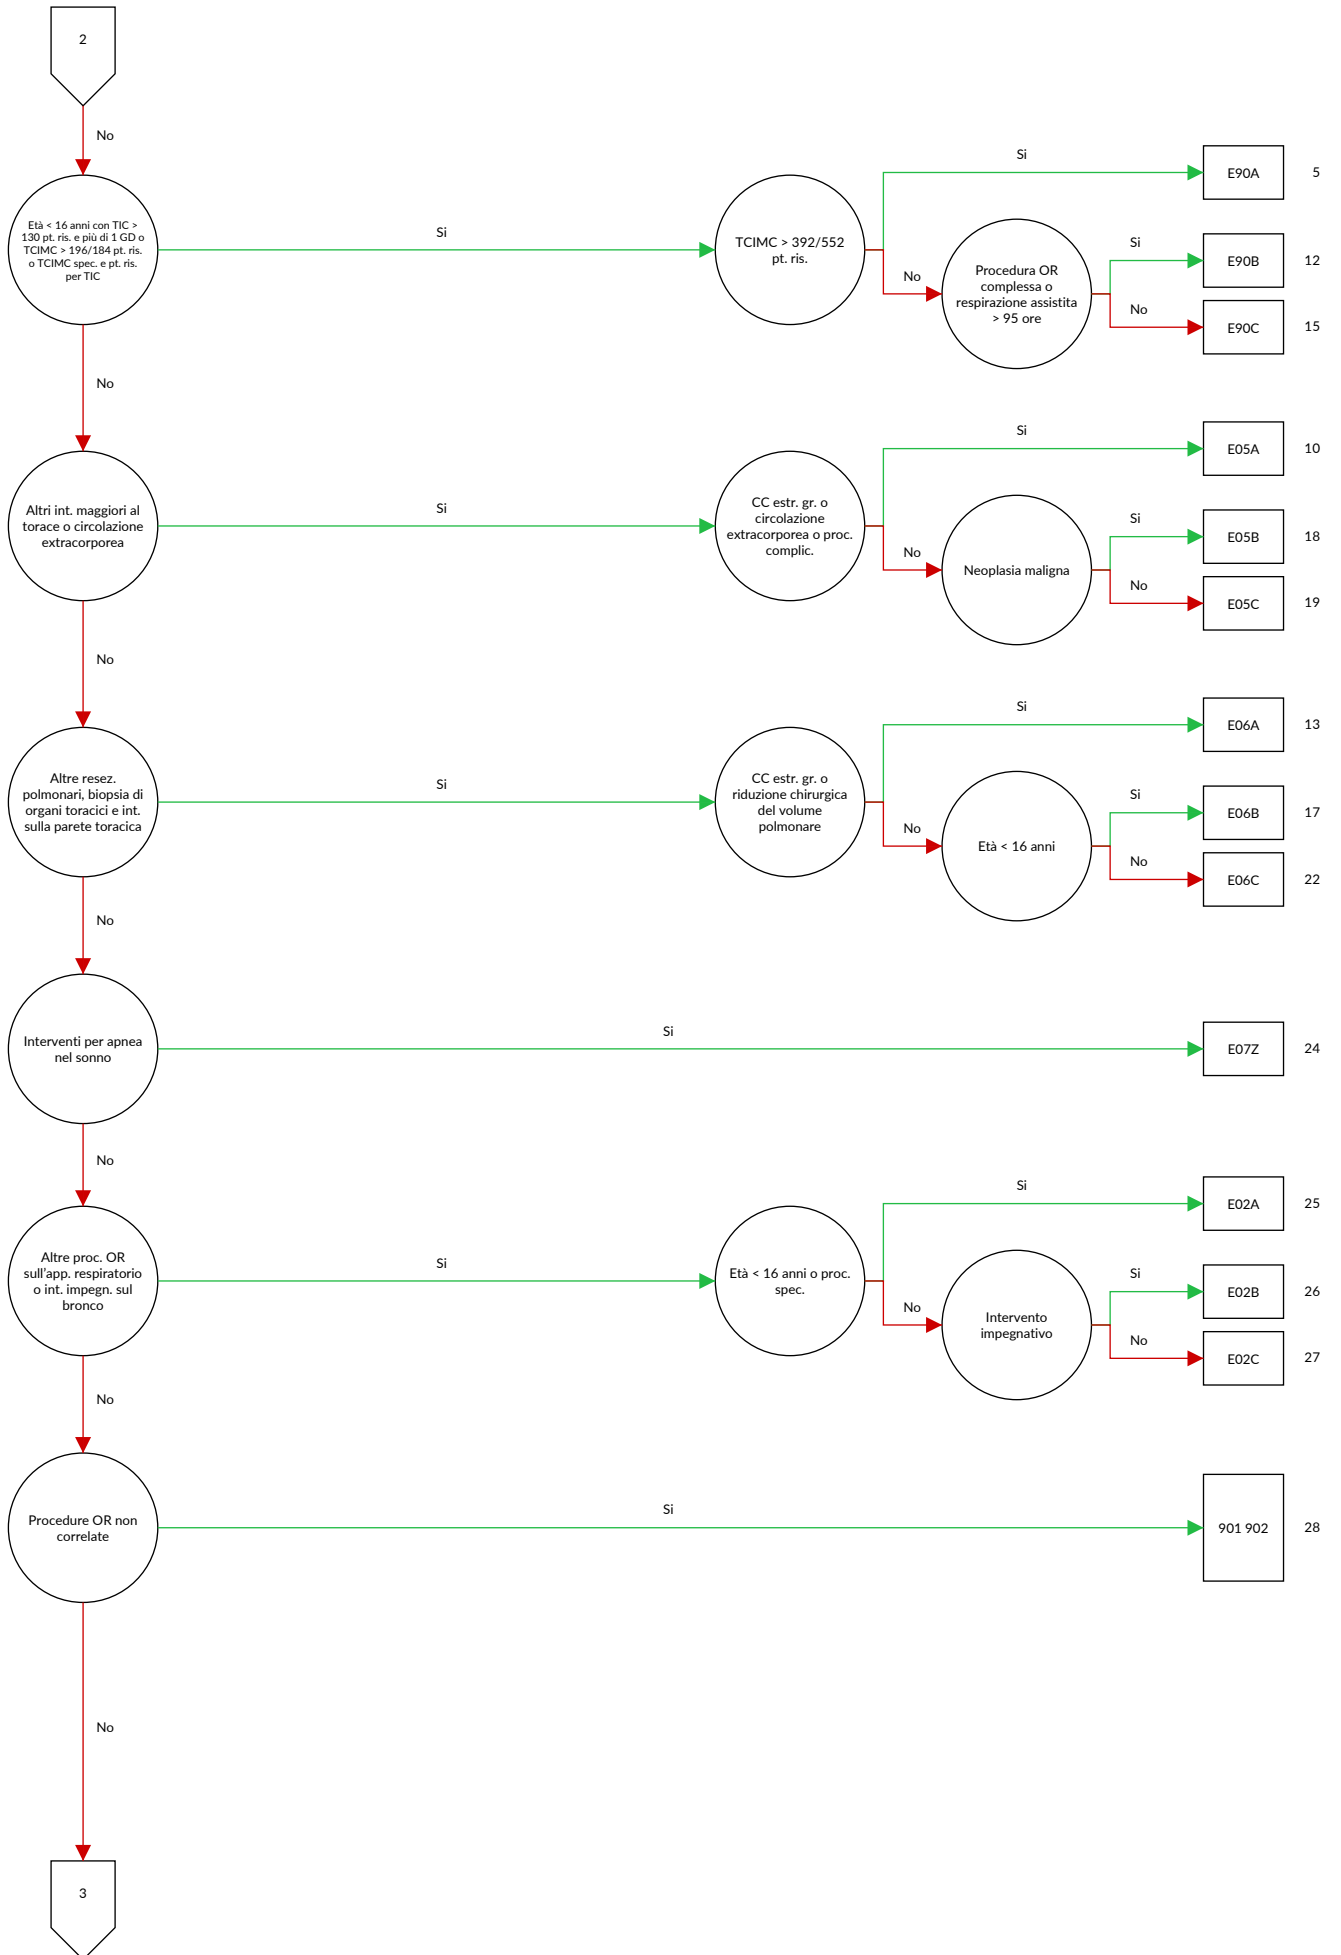 2
No
Età < 16 anni con TIC >
130 pt. ris. e più di 1 GD o
TCIMC > 196/184 pt. ris.
o TCIMC spec. e pt. ris.
per TIC
Si
TCIMC > 392/552
pt. ris.
Si
E90A
5
No
Procedura OR
complessa o
respirazione assistita
> 95 ore
Si
E90B
12
No
E90C
15
No
Altri int. maggiori al
torace o circolazione
extracorporea
Si
CC estr. gr. o
circolazione
extracorporea o proc.
complic.
Si
E05A
10
No
Neoplasia maligna
Si
E05B
18
No
E05C
19
No
Altre resez.
polmonari, biopsia di
organi toracici e int.
sulla parete toracica
Si
CC estr. gr. o
riduzione chirurgica
del volume
polmonare
Si
E06A
13
No
Età < 16 anni
Si
E06B
17
No
E06C
22
No
Interventi per apnea
nel sonno
Si
E07Z
24
No
Altre proc. OR
sull'app. respiratorio
o int. impegn. sul
bronco
Si
Età < 16 anni o proc.
spec.
Si
E02A
25
No
Intervento
impegnativo
Si
E02B
26
No
E02C
27
No
Procedure OR non
correlate
Si
901 902
28
No
3